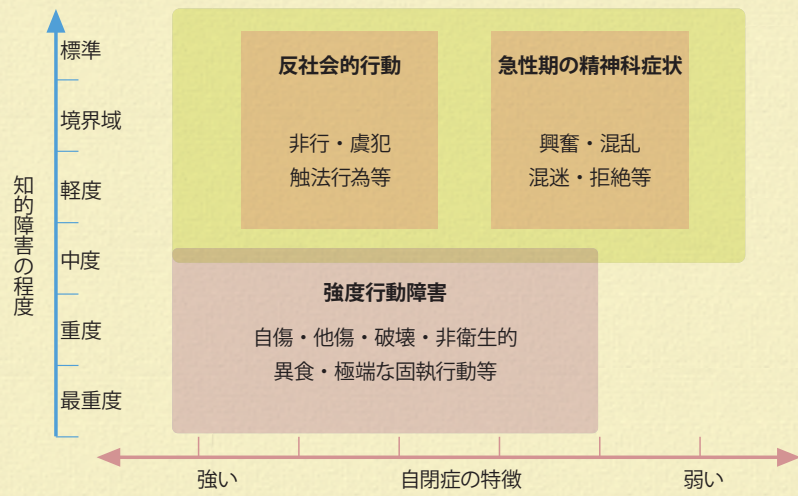 標準
境界域
軽度
中度
重度
最重度
知的障害の程度
反社会的行動
非行・虞犯
触法行為等
急性期の精神科症状
興奮・混乱
混迷・拒絶等
強度行動障害
自傷・他傷・破壊・非衛生的
異食・極端な固執行動等
強い
自閉症の特徴
弱い